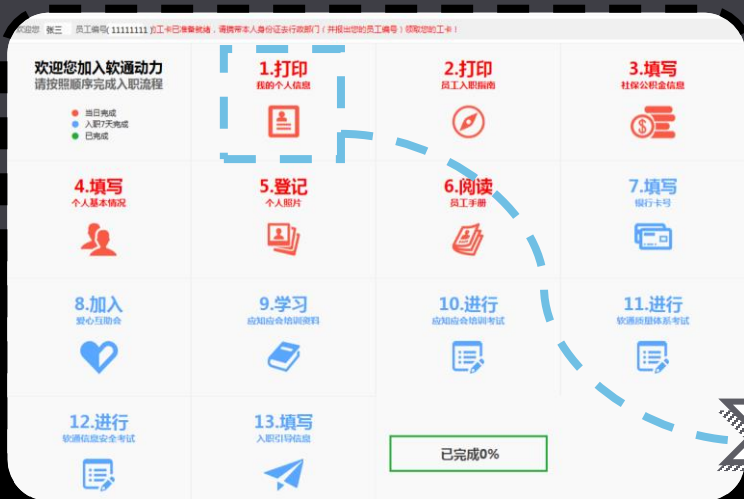 欢迎您 张三 员工编号( 11111111 )的工卡已准备就绪，请携带本人身份证去行政部门（并报出您的员工编号）领取您的工卡！
欢迎您加入软通动力
请按照顺序完成入职流程
当日完成
入职7天完成
已完成
1.打印
我的个人信息
2.打印
员工入职指南
3.填写
社保公积金信息
4.填写
个人基本情况
5.登记
个人照片
6.阅读
员工手册
7.填写
银行卡号
8.加入
爱心互助会
9.学习
应知应会培训资料
10.进行
应知应会培训考试
11.进行
软通质量体系考试
12.进行
软通信息安全考试
13.填写
入职引导信息
已完成0%